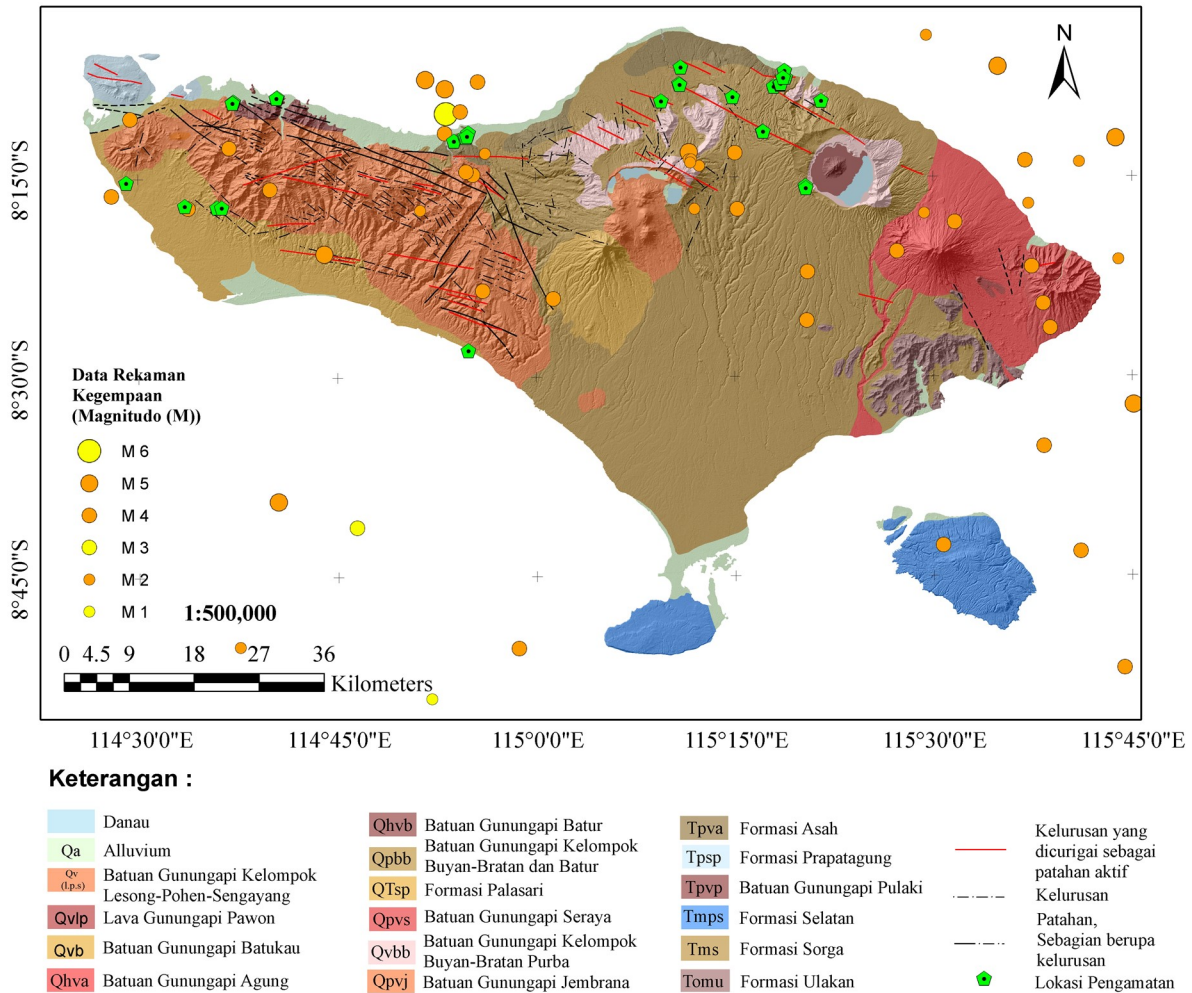 N
8°15'0"S
8°30'0"S
8°45'0"S
Data Rekaman
Kegempaan
(Magnitudo (M))
M 6
M 5
M 4
M 3
M 2
M 1
1:500,000
0 4.5 9 18 27 36
Kilometers
114°30'0"E 114°45'0"E 115°0'0"E 115°15'0"E 115°30'0"E 115°45'0"E
Keterangan :
Danau
Qa Alluvium
Qv (l.p.s) Batuan Gunungapi Kelompok
Lesong-Pohen-Sengayang
Qvlp Lava Gunungapi Pawon
Qvb Batuan Gunungapi Batukau
Qhva Batuan Gunungapi Agung
Qhvb Batuan Gunungapi Batur
Qpbb Batuan Gunungapi Kelompok
Buyan-Bratan dan Batur
QTsp Formasi Palasari
Qpvs Batuan Gunungapi Seraya
Qvbb Batuan Gunungapi Kelompok
Buyan-Bratan Purba
Qpvj Batuan Gunungapi Jembrana
Tpva Formasi Asah
Tpsp Formasi Prapatagung
Tpvp Batuan Gunungapi Pulaki
Tmps Formasi Selatan
Tms Formasi Sorga
Tomu Formasi Ulakan
Kelurusan yang
dicurigai sebagai
patahan aktif
Kelurusan
Patahan,
Sebagian berupa
kelurusan
Lokasi Pengamatan